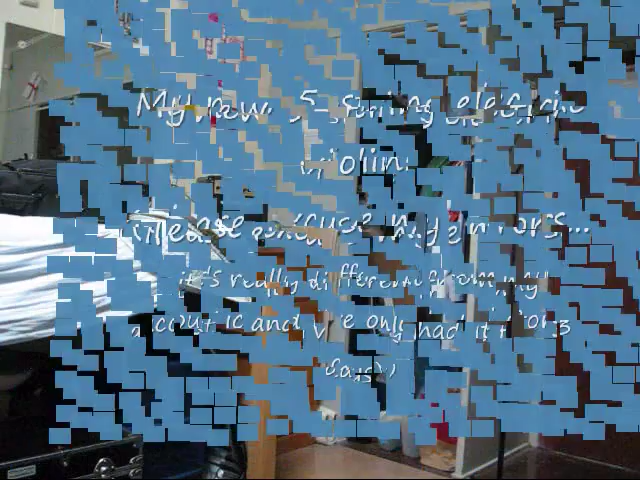 My new 5-string electric
violin.
Please excuse my errors...
it's really different from my
acoustic and I've only had it for 3
days)